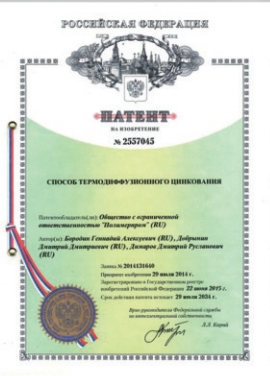 РОССИЙСКАЯ ФЕДЕРАЦИЯ
ПАТЕНТ
НА ИЗОБРЕТЕНИЕ
№ 2557045
СПОСОБ ТЕРМОДИФФУЗИОННОГО ЦИНКОВАНИЯ
Патентообладатель(ли): Общество с ограниченной
ответственностью "Полимерпром" (RU)
Автор(ы): Бородин Геннадий Алексеевич (RU), Добрынин
Дмитрий Дмитриевич (RU), Дитаров Дмитрий Русланович
(RU)
Заявка № 2014131640
Приоритет изобретения 29 июля 2014 г.
Зарегистрировано в Государственном реестре
изобретений Российской Федерации 22 июня 2015 г.
Срок действия патента истекает 29 июля 2034 г.
Врио руководителя Федеральной службы
по интеллектуальной собственности
Л.Л. Кирий